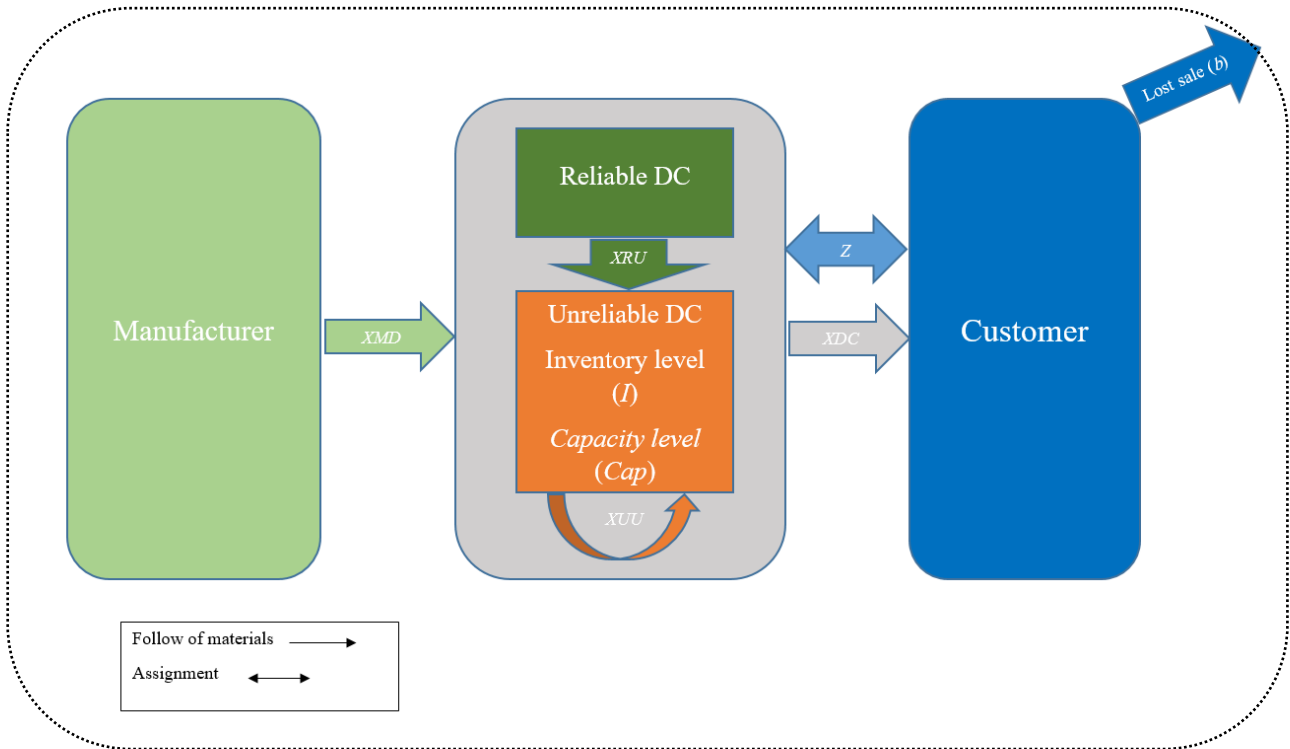 Lost sale (b)
Reliable DC
XRU
Z
Manufacturer
XMD
Unreliable DC
Inventory level
(I)
Capacity level
(Cap)
XUU
XDC
Customer
Follow of materials
Assignment